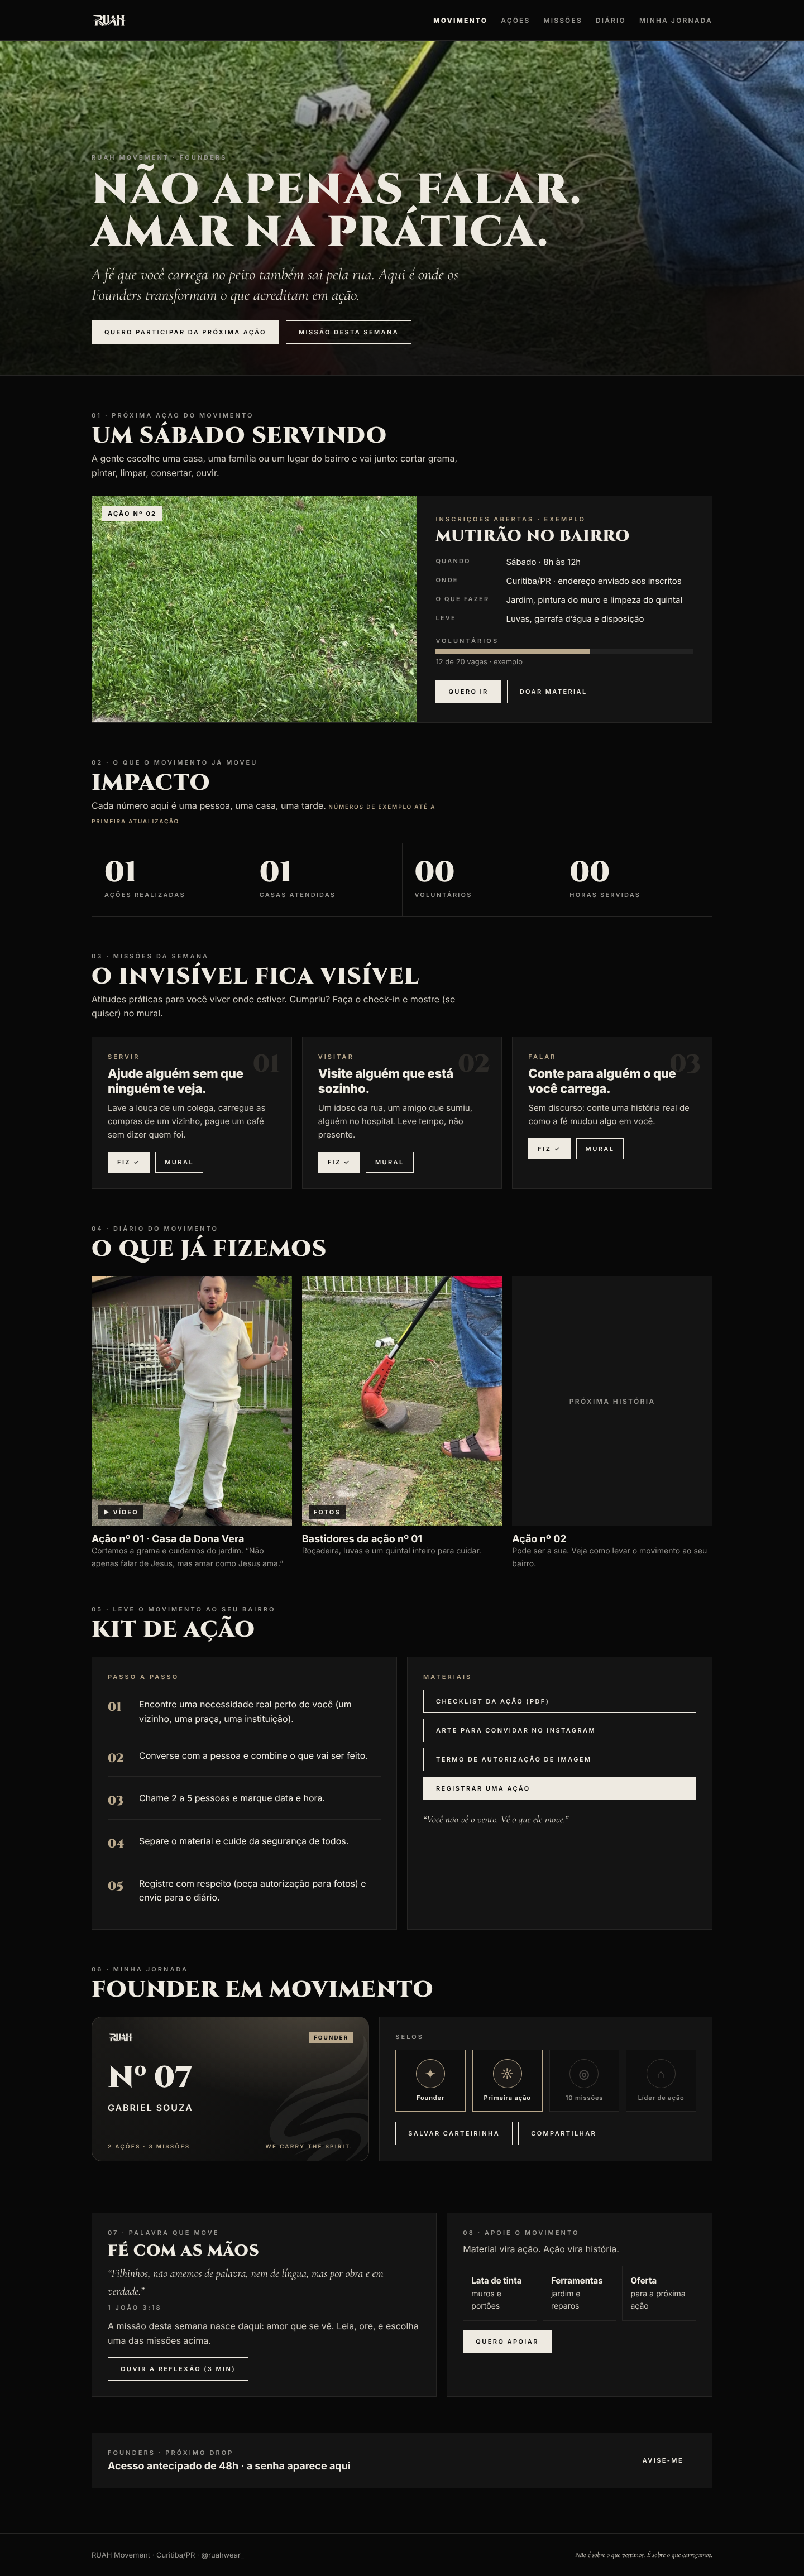 RUAH
MOVIMENTO AÇÕES MISSÕES DIÁRIO MINHA JORNADA
RUAH MOVEMENT · FOUNDERS
NÃO APENAS FALAR.
AMAR NA PRÁTICA.
A fé que você carrega no peito também sai pela rua. Aqui é onde os
Founders transformam o que acreditam em ação.
QUERO PARTICIPAR DA PRÓXIMA AÇÃO MISSÃO DESTA SEMANA
01 · PRÓXIMA AÇÃO DO MOVIMENTO
UM SÁBADO SERVINDO
A gente escolhe uma casa, uma família ou um lugar do bairro e vai junto: cortar grama,
pintar, limpar, consertar, ouvir.
AÇÃO Nº 02
INSCRIÇÕES ABERTAS · EXEMPLO
MUTIRÃO NO BAIRRO
QUANDO Sábado · 8h às 12h
ONDE Curitiba/PR · endereço enviado aos inscritos
O QUE FAZER Jardim, pintura do muro e limpeza do quintal
LEVE Luvas, garrafa d’água e disposição
VOLUNTÁRIOS
12 de 20 vagas · exemplo
QUERO IR DOAR MATERIAL
02 · O QUE O MOVIMENTO JÁ MOVEU
IMPACTO
Cada número aqui é uma pessoa, uma casa, uma tarde. NÚMEROS DE EXEMPLO ATÉ A
PRIMEIRA ATUALIZAÇÃO
01 01 00 00
AÇÕES REALIZADAS CASAS ATENDIDAS VOLUNTÁRIOS HORAS SERVIDAS
03 · MISSÕES DA SEMANA
O INVISÍVEL FICA VISÍVEL
Atitudes práticas para você viver onde estiver. Cumpriu? Faça o check-in e mostre (se
quiser) no mural.
01
SERVIR
Ajude alguém sem que
ninguém te veja.
Lave a louça de um colega, carregue as
compras de um vizinho, pague um café
sem dizer quem foi.
FIZ ✓ MURAL
02
VISITAR
Visite alguém que está
sozinho.
Um idoso da rua, um amigo que sumiu,
alguém no hospital. Leve tempo, não
presente.
FIZ ✓ MURAL
03
FALAR
Conte para alguém o que
você carrega.
Sem discurso: conte uma história real de
como a fé mudou algo em você.
FIZ ✓ MURAL
04 · DIÁRIO DO MOVIMENTO
O QUE JÁ FIZEMOS
▶ VÍDEO
Ação nº 01 · Casa da Dona Vera
Cortamos a grama e cuidamos do jardim. “Não
apenas falar de Jesus, mas amar como Jesus ama.”
FOTOS
Bastidores da ação nº 01
Roçadeira, luvas e um quintal inteiro para cuidar.
PRÓXIMA HISTÓRIA
Ação nº 02
Pode ser a sua. Veja como levar o movimento ao seu
bairro.
05 · LEVE O MOVIMENTO AO SEU BAIRRO
KIT DE AÇÃO
PASSO A PASSO
01 Encontre uma necessidade real perto de você (um
vizinho, uma praça, uma instituição).
02 Converse com a pessoa e combine o que vai ser feito.
03 Chame 2 a 5 pessoas e marque data e hora.
04 Separe o material e cuide da segurança de todos.
05 Registre com respeito (peça autorização para fotos) e
envie para o diário.
MATERIAIS
CHECKLIST DA AÇÃO (PDF)
ARTE PARA CONVIDAR NO INSTAGRAM
TERMO DE AUTORIZAÇÃO DE IMAGEM
REGISTRAR UMA AÇÃO
“Você não vê o vento. Vê o que ele move.”
06 · MINHA JORNADA
FOUNDER EM MOVIMENTO
RUAH FOUNDER
Nº 07
GABRIEL SOUZA
2 AÇÕES · 3 MISSÕES WE CARRY THE SPIRIT.
SELOS
Founder Primeira ação 10 missões Líder de ação
SALVAR CARTEIRINHA COMPARTILHAR
07 · PALAVRA QUE MOVE
FÉ COM AS MÃOS
“Filhinhos, não amemos de palavra, nem de língua, mas por obra e em
verdade.”
1 JOÃO 3:18
A missão desta semana nasce daqui: amor que se vê. Leia, ore, e escolha
uma das missões acima.
OUVIR A REFLEXÃO (3 MIN)
08 · APOIE O MOVIMENTO
Material vira ação. Ação vira história.
Lata de tinta
muros e
portões
Ferramentas
jardim e
reparos
Oferta
para a próxima
ação
QUERO APOIAR
FOUNDERS · PRÓXIMO DROP
Acesso antecipado de 48h · a senha aparece aqui
AVISE-ME
RUAH Movement · Curitiba/PR · @ruahwear_
Não é sobre o que vestimos. É sobre o que carregamos.